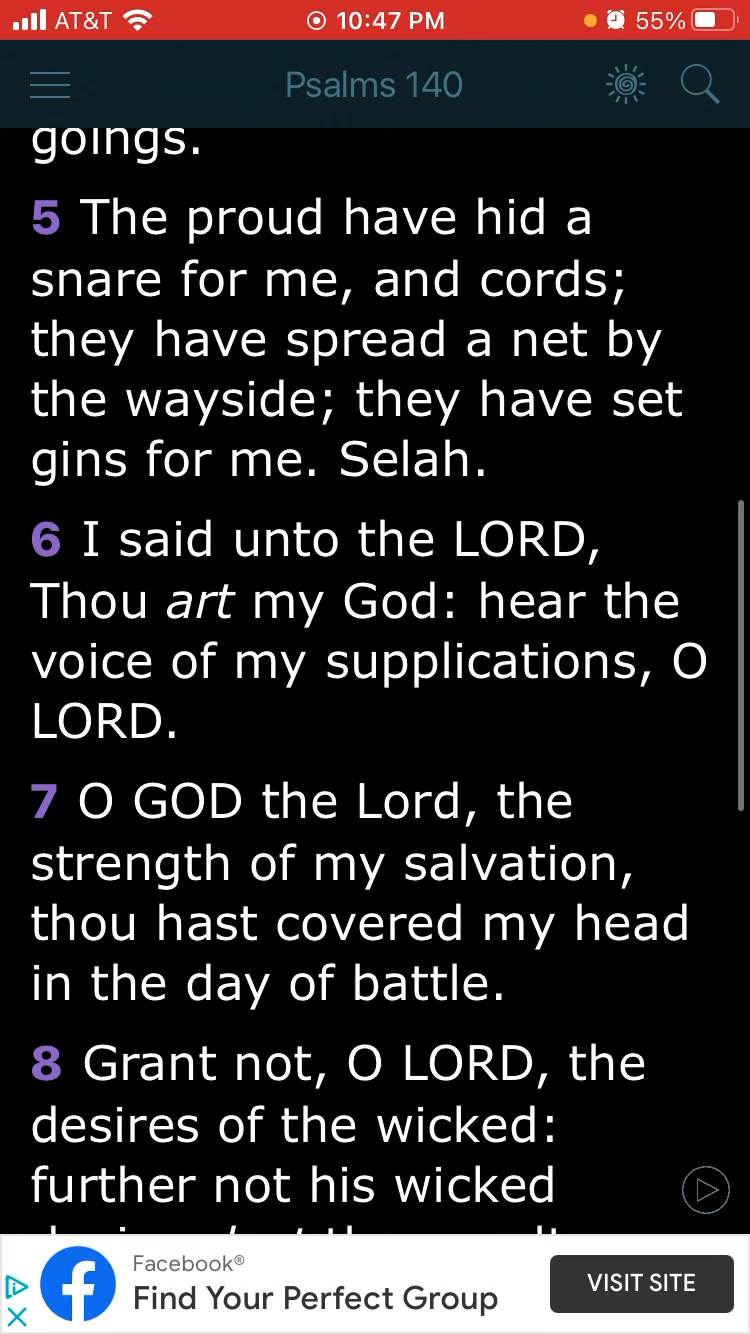 AT&T 10:47 PM 55%
Psalms 140
goings.
5 The proud have hid a
snare for me, and cords;
they have spread a net by
the wayside; they have set
gins for me. Selah.
6 I said unto the LORD,
Thou art my God: hear the
voice of my supplications, O
LORD.
7 O GOD the Lord, the
strength of my salvation,
thou hast covered my head
in the day of battle.
8 Grant not, O LORD, the
desires of the wicked:
further not his wicked
Facebook®
Find Your Perfect Group
VISIT SITE